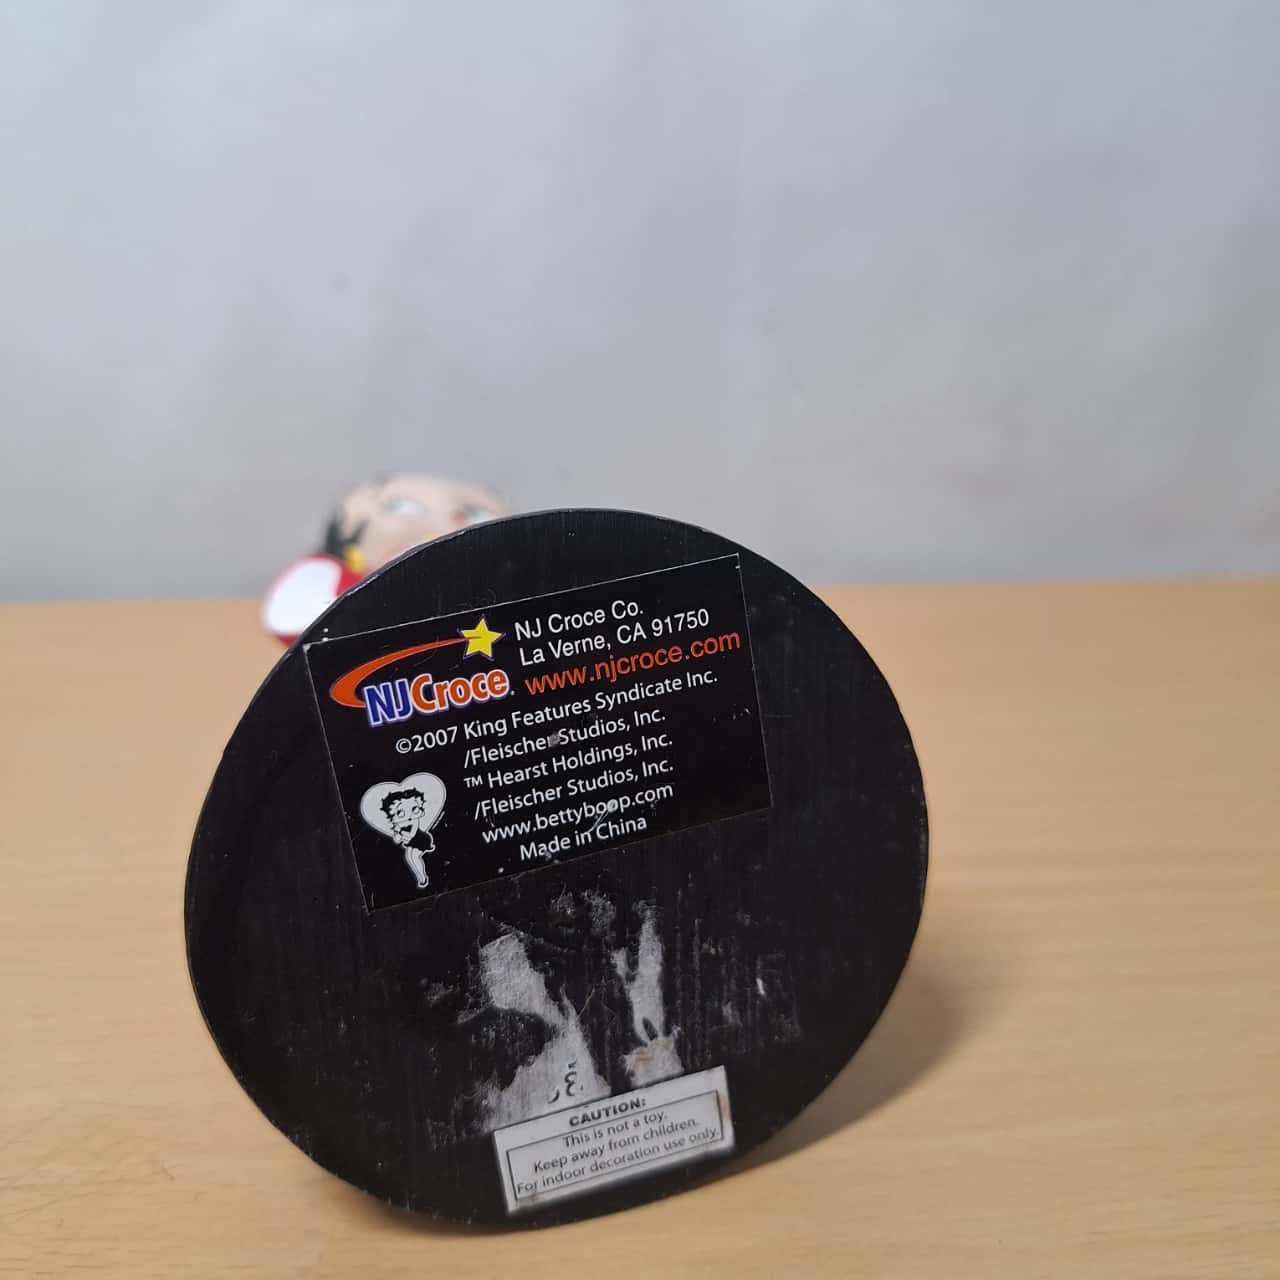 NJCroce
NJ Croce Co.
La Verne, CA 91750
www.njcroce.com
©2007 King Features Syndicate Inc.
/Fleischer Studios, Inc.
™ Hearst Holdings, Inc.
/Fleischer Studios, Inc.
www.bettyboop.com
Made in China
CAUTION:
This is not a toy.
Keep away from children.
For indoor decoration use only.